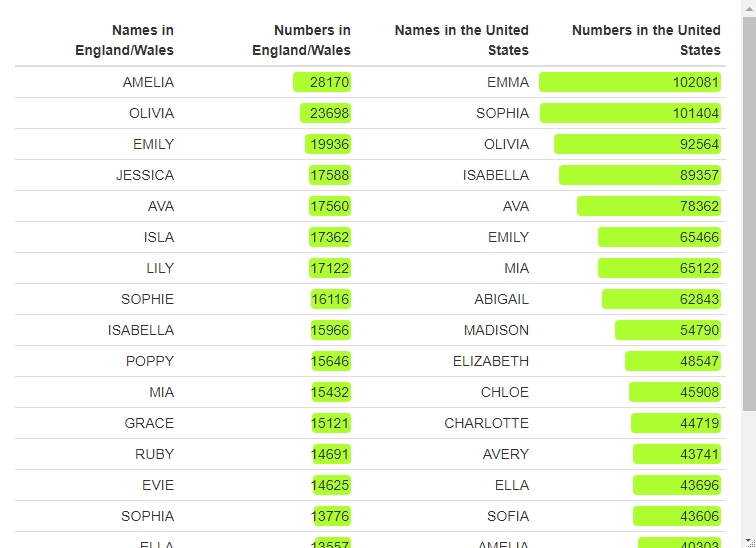 Names in England/Wales Numbers in England/Wales Names in the United States Numbers in the United States
AMELIA 28170 EMMA 102081
OLIVIA 23698 SOPHIA 101404
EMILY 19936 OLIVIA 92564
JESSICA 17588 ISABELLA 89357
AVA 17560 AVA 78362
ISLA 17362 EMILY 65466
LILY 17122 MIA 65122
SOPHIE 16116 ABIGAIL 62843
ISABELLA 15966 MADISON 54790
POPPY 15646 ELIZABETH 48547
MIA 15432 CHLOE 45908
GRACE 15121 CHARLOTTE 44719
RUBY 14691 AVERY 43741
EVIE 14625 ELLA 43696
SOPHIA 13776 SOFIA 43606
ELLA 13557 AMELIA 40303